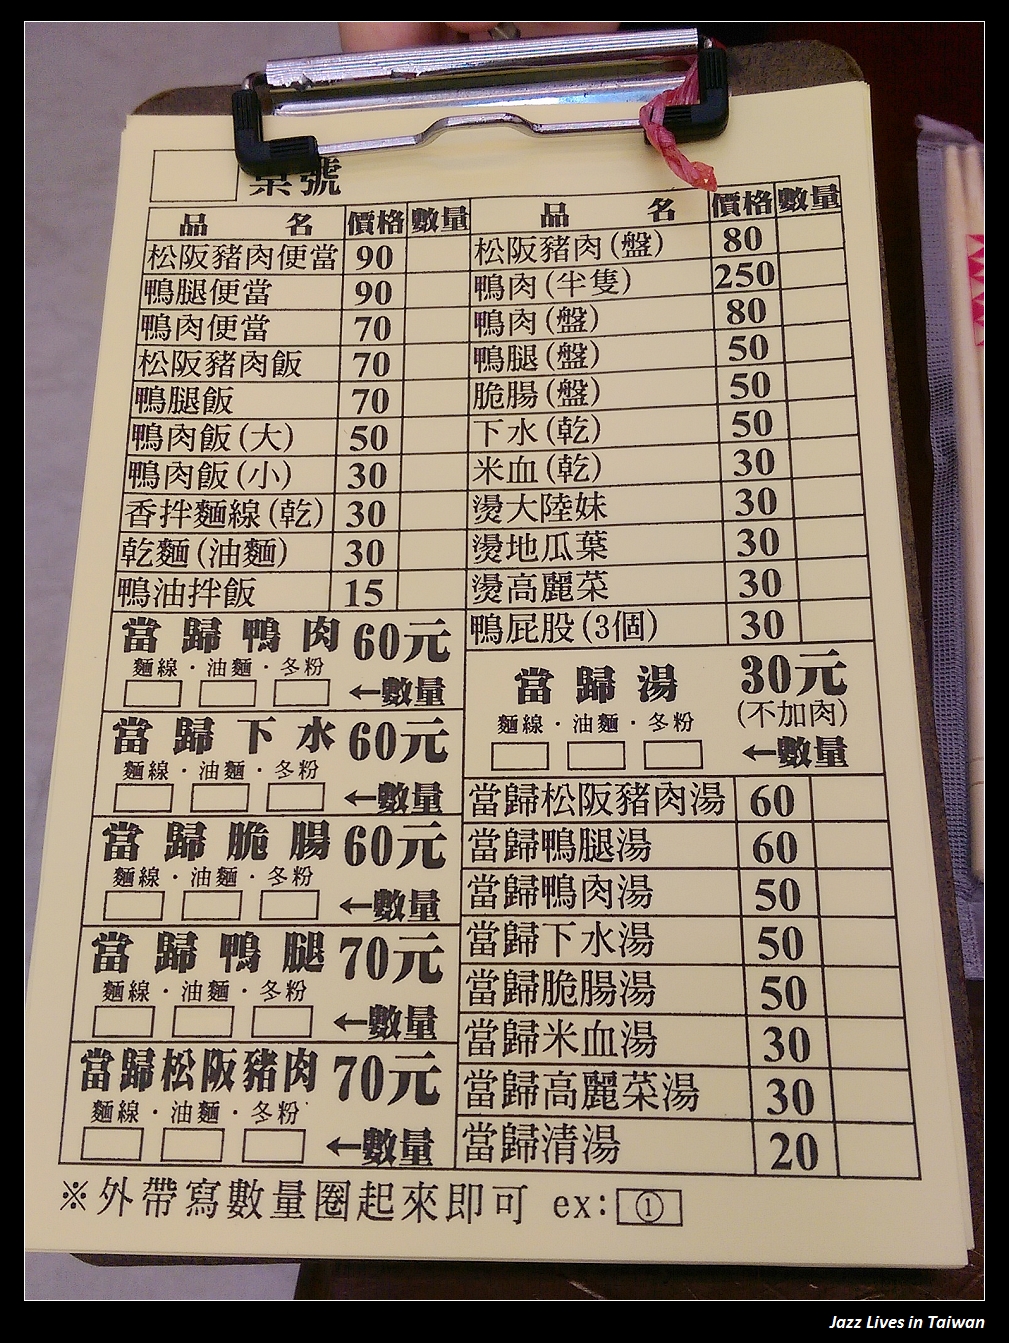 桌號
品 名 價格 數量
松阪豬肉便當 90
鴨腿便當 90
鴨肉便當 70
松阪豬肉飯 70
鴨腿飯 70
鴨肉飯(大) 50
鴨肉飯(小) 30
香拌麵線(乾) 30
乾麵(油麵) 30
鴨油拌飯 15
當歸鴨肉 60元
麵線・油麵・冬粉
←數量
當歸下水 60元
麵線・油麵・冬粉
←數量
當歸脆腸 60元
麵線・油麵・冬粉
←數量
當歸鴨腿 70元
麵線・油麵・冬粉
←數量
當歸松阪豬肉 70元
麵線・油麵・冬粉
←數量
品 名 價格 數量
松阪豬肉(盤) 80
鴨肉(半隻) 250
鴨肉(盤) 80
鴨腿(盤) 50
脆腸(盤) 50
下水(乾) 50
米血(乾) 30
燙大陸妹 30
燙地瓜葉 30
燙高麗菜 30
鴨屁股(3個) 30
當歸湯 30元
麵線・油麵・冬粉 (不加肉)
←數量
當歸松阪豬肉湯 60
當歸鴨腿湯 60
當歸鴨肉湯 50
當歸下水湯 50
當歸脆腸湯 50
當歸米血湯 30
當歸高麗菜湯 30
當歸清湯 20
※外帶寫數量圈起來即可 ex:①
Jazz Lives in Taiwan